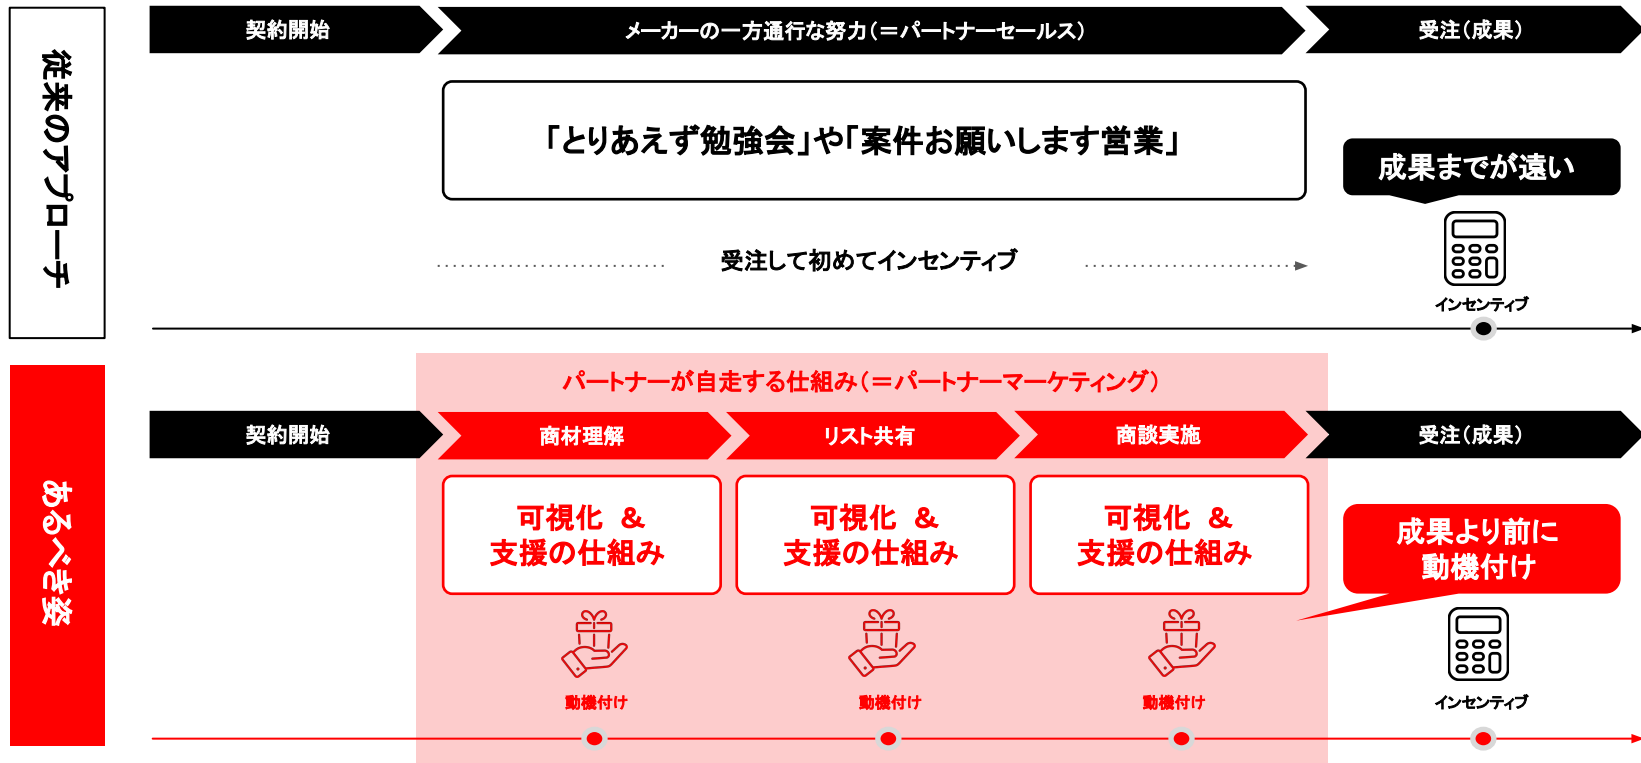 従来のアプローチ
契約開始
メーカーの一方通行な努力(＝パートナーセールス)
受注(成果)
「とりあえず勉強会」や「案件お願いします営業」
成果までが遠い
受注して初めてインセンティブ
インセンティブ
あるべき姿
パートナーが自走する仕組み(＝パートナーマーケティング)
契約開始
商材理解
リスト共有
商談実施
受注(成果)
可視化 ＆
支援の仕組み
可視化 ＆
支援の仕組み
可視化 ＆
支援の仕組み
成果より前に
動機付け
動機付け
動機付け
動機付け
インセンティブ